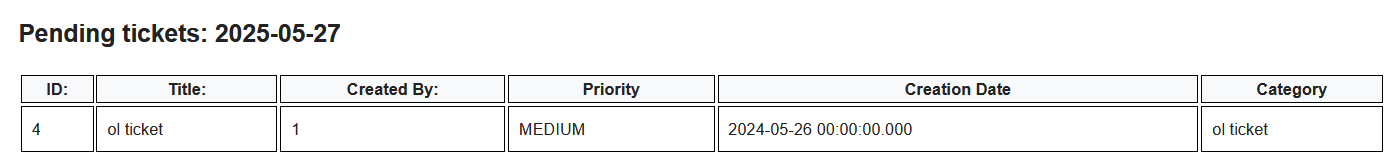 Pending tickets: 2025-05-27
ID: Title: Created By: Priority Creation Date Category
4 ol ticket 1 MEDIUM 2024-05-26 00:00:00.000 ol ticket